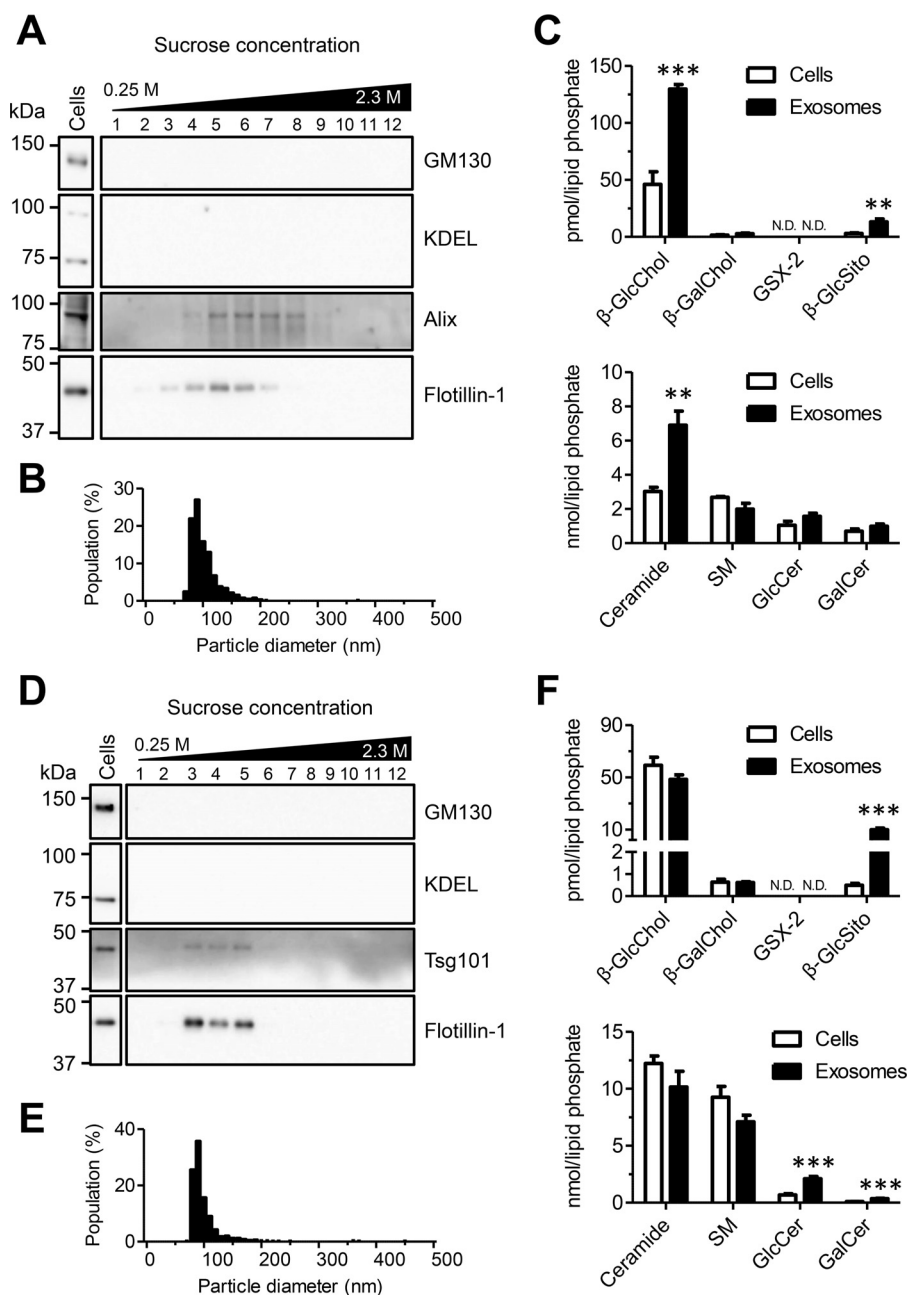 A
Sucrose concentration
0.25 M
2.3 M
kDa
Cells
1 2 3 4 5 6 7 8 9 10 11 12
150
GM130
100
KDEL
75
100
Alix
75
50
Flotillin-1
37
B
Population (%)
30
20
10
0
0 100 200 300 400 500
Particle diameter (nm)
C
pmol/lipid phosphate
150
100
50
0
Cells
Exosomes
***
N.D. N.D.
**
β-GlcChol
β-GalChol
GSX-2
β-GlcSito
nmol/lipid phosphate
10
8
6
4
2
0
Cells
Exosomes
**
Ceramide
SM
GlcCer
GalCer
D
Sucrose concentration
0.25 M
2.3 M
kDa
Cells
1 2 3 4 5 6 7 8 9 10 11 12
150
GM130
100
KDEL
75
50
Tsg101
37
50
Flotillin-1
37
E
Population (%)
40
20
0
0 100 200 300 400 500
Particle diameter (nm)
F
pmol/lipid phosphate
90
50
10
2
1
0
Cells
Exosomes
N.D. N.D.
***
β-GlcChol
β-GalChol
GSX-2
β-GlcSito
nmol/lipid phosphate
15
10
5
0
Cells
Exosomes
***
***
Ceramide
SM
GlcCer
GalCer